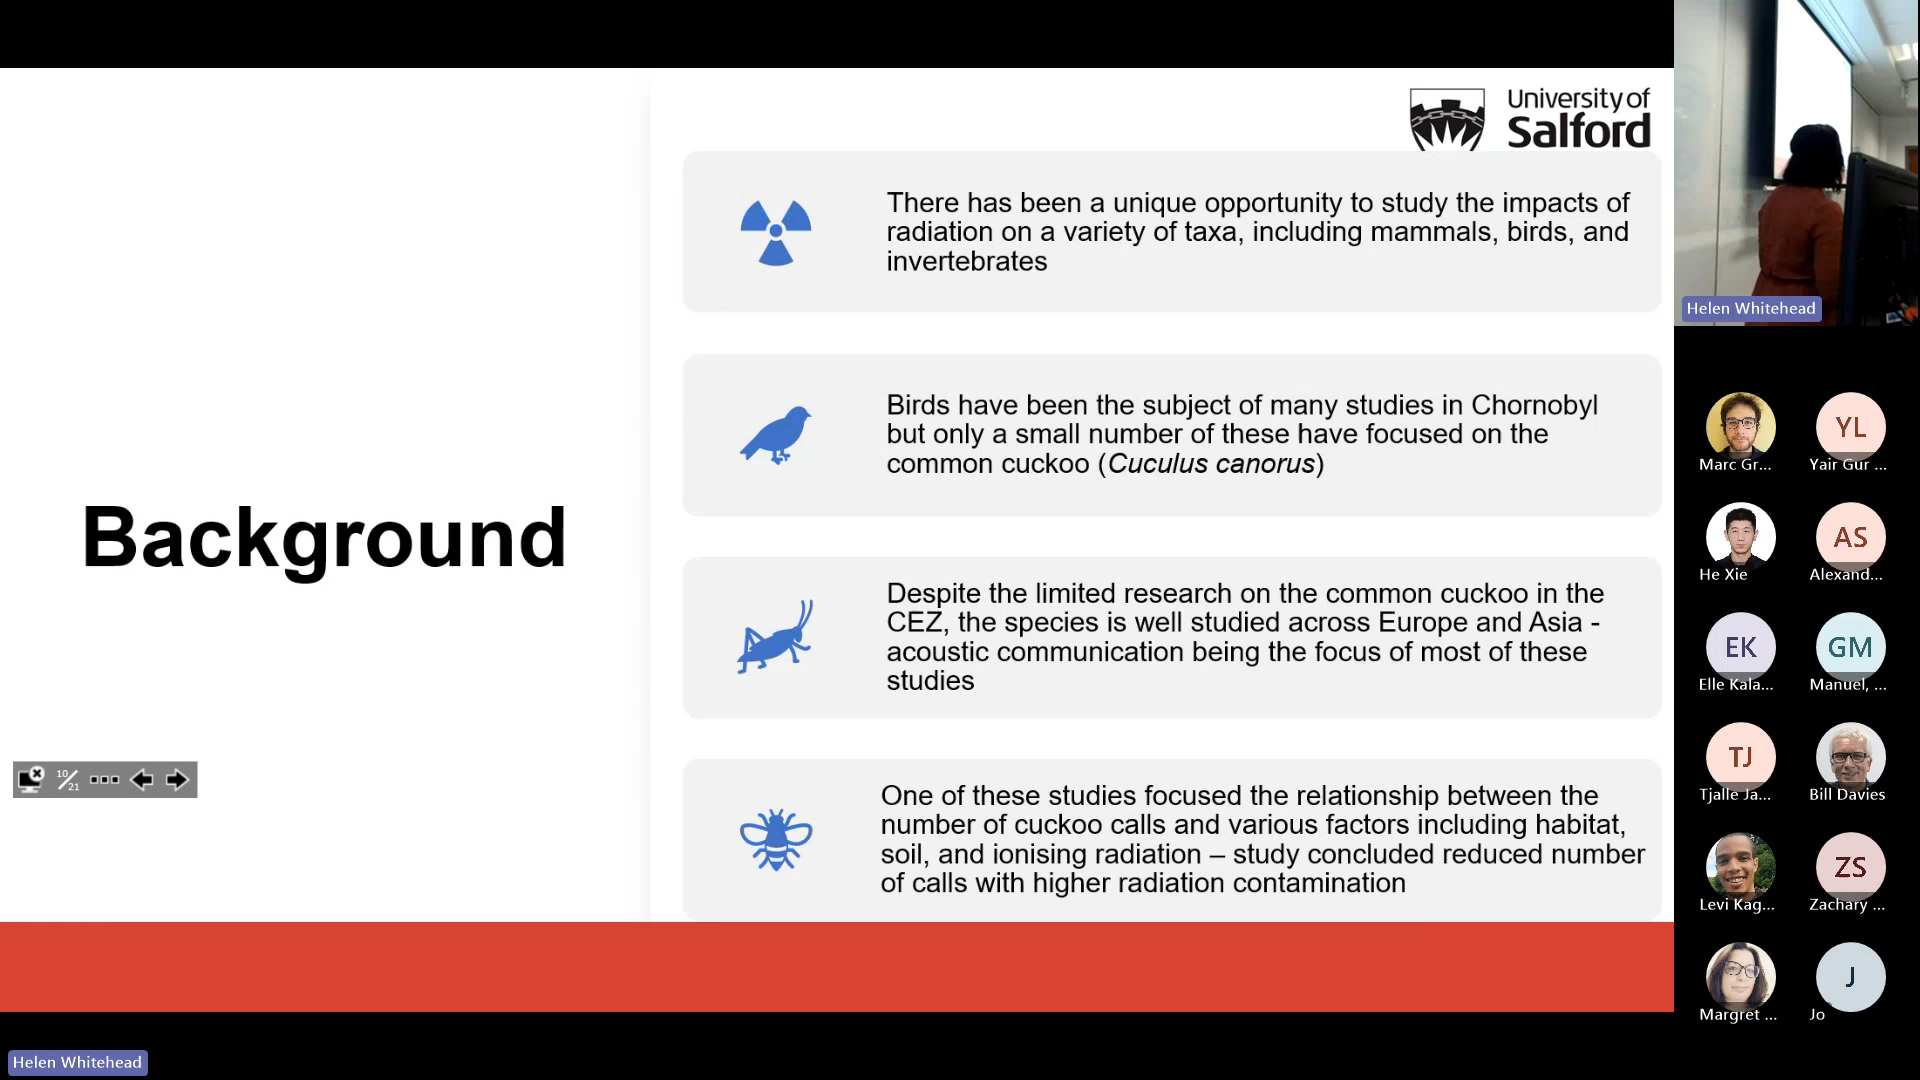 University of
Salford
There has been a unique opportunity to study the impacts of
radiation on a variety of taxa, including mammals, birds, and
invertebrates
Birds have been the subject of many studies in Chornobyl
but only a small number of these have focused on the
common cuckoo (Cuculus canorus)
Background
Despite the limited research on the common cuckoo in the
CEZ, the species is well studied across Europe and Asia -
acoustic communication being the focus of most of these
studies
One of these studies focused the relationship between the
number of cuckoo calls and various factors including habitat,
soil, and ionising radiation – study concluded reduced number
of calls with higher radiation contamination
10/21
Helen Whitehead
Marc Gr...
YL
Yair Gur ...
He Xie
AS
Alexand...
EK
Elle Kala...
GM
Manuel, ...
TJ
Tjalle Ja...
Bill Davies
Levi Kag...
ZS
Zachary ...
Margret ...
J
Jo
Helen Whitehead